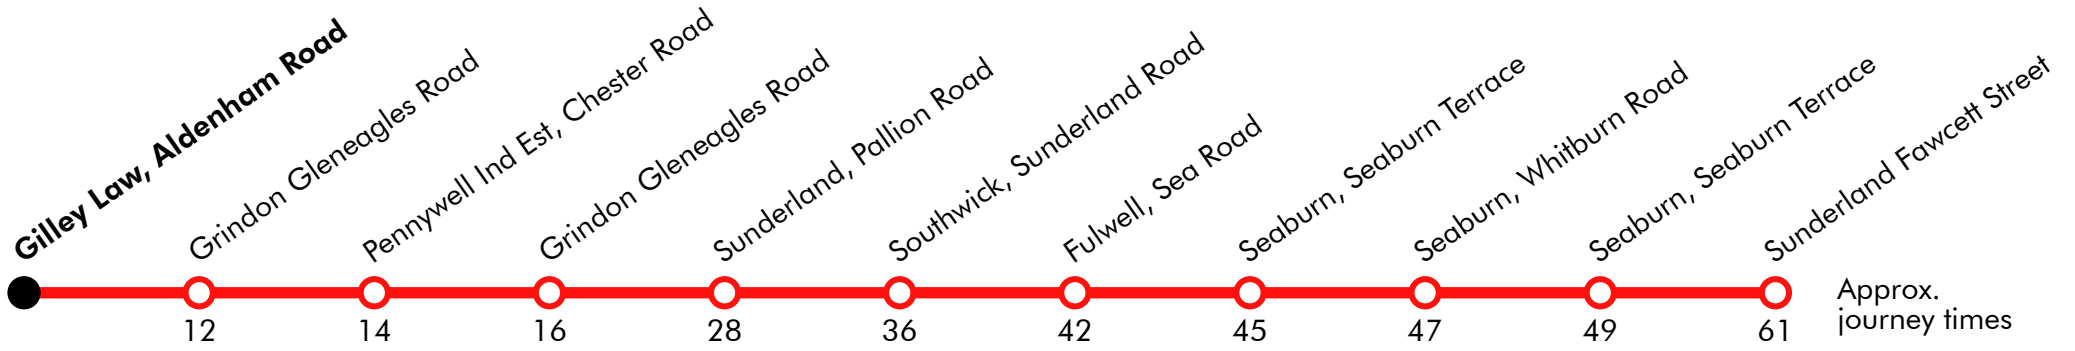 Gilley Law, Aldenham Road
Grindon Gleneagles Road
Pennywell Ind Est, Chester Road
Grindon Gleneagles Road
Sunderland, Pallion Road
Southwick, Sunderland Road
Fulwell, Sea Road
Seaburn, Seaburn Terrace
Seaburn, Whitburn Road
Seaburn, Seaburn Terrace
Sunderland Fawcett Street
12 14 16 28 36 42 45 47 49 61
Approx.
journey times